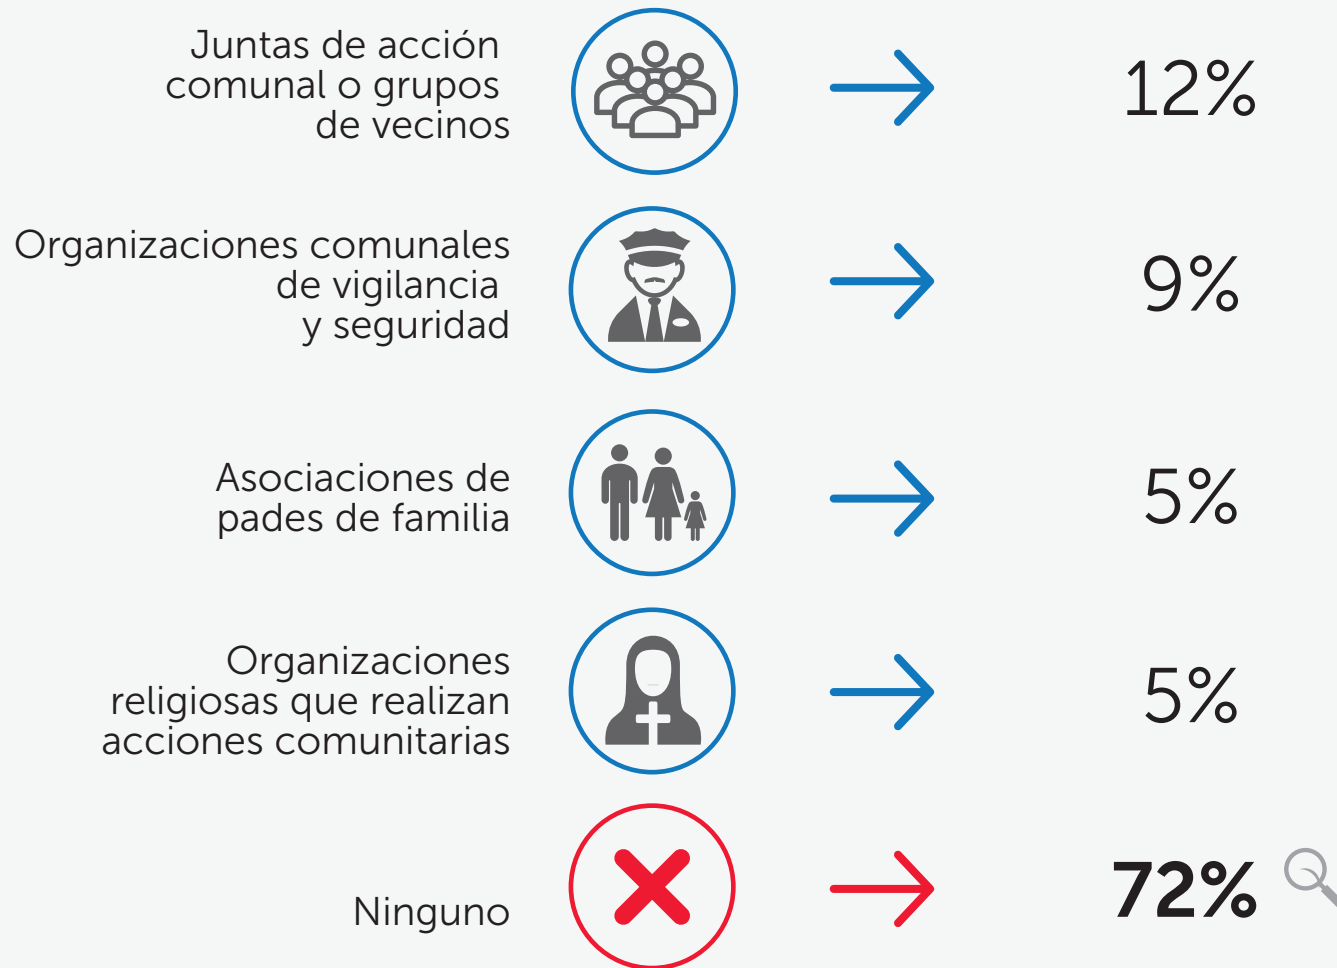 Juntas de acción
comunal o grupos
de vecinos
12%
Organizaciones comunales
de vigilancia
y seguridad
9%
Asociaciones de
pades de familia
5%
Organizaciones
religiosas que realizan
acciones comunitarias
5%
Ninguno
72%